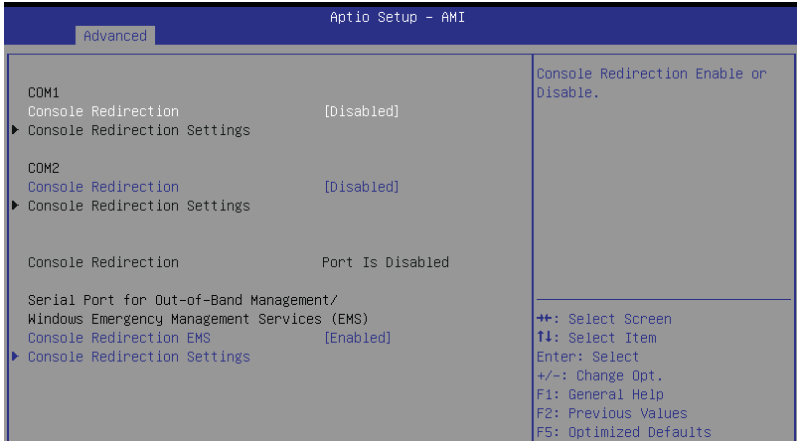 Aptio Setup – AMI
Advanced
COM1
Console Redirection [Disabled]
Console Redirection Settings
COM2
Console Redirection [Disabled]
Console Redirection Settings
Console Redirection Port Is Disabled
Serial Port for Out-of-Band Management/
Windows Emergency Management Services (EMS)
Console Redirection EMS [Enabled]
Console Redirection Settings
Console Redirection Enable or
Disable.
→←: Select Screen
↑↓: Select Item
Enter: Select
+/-: Change Opt.
F1: General Help
F2: Previous Values
F5: Optimized Defaults